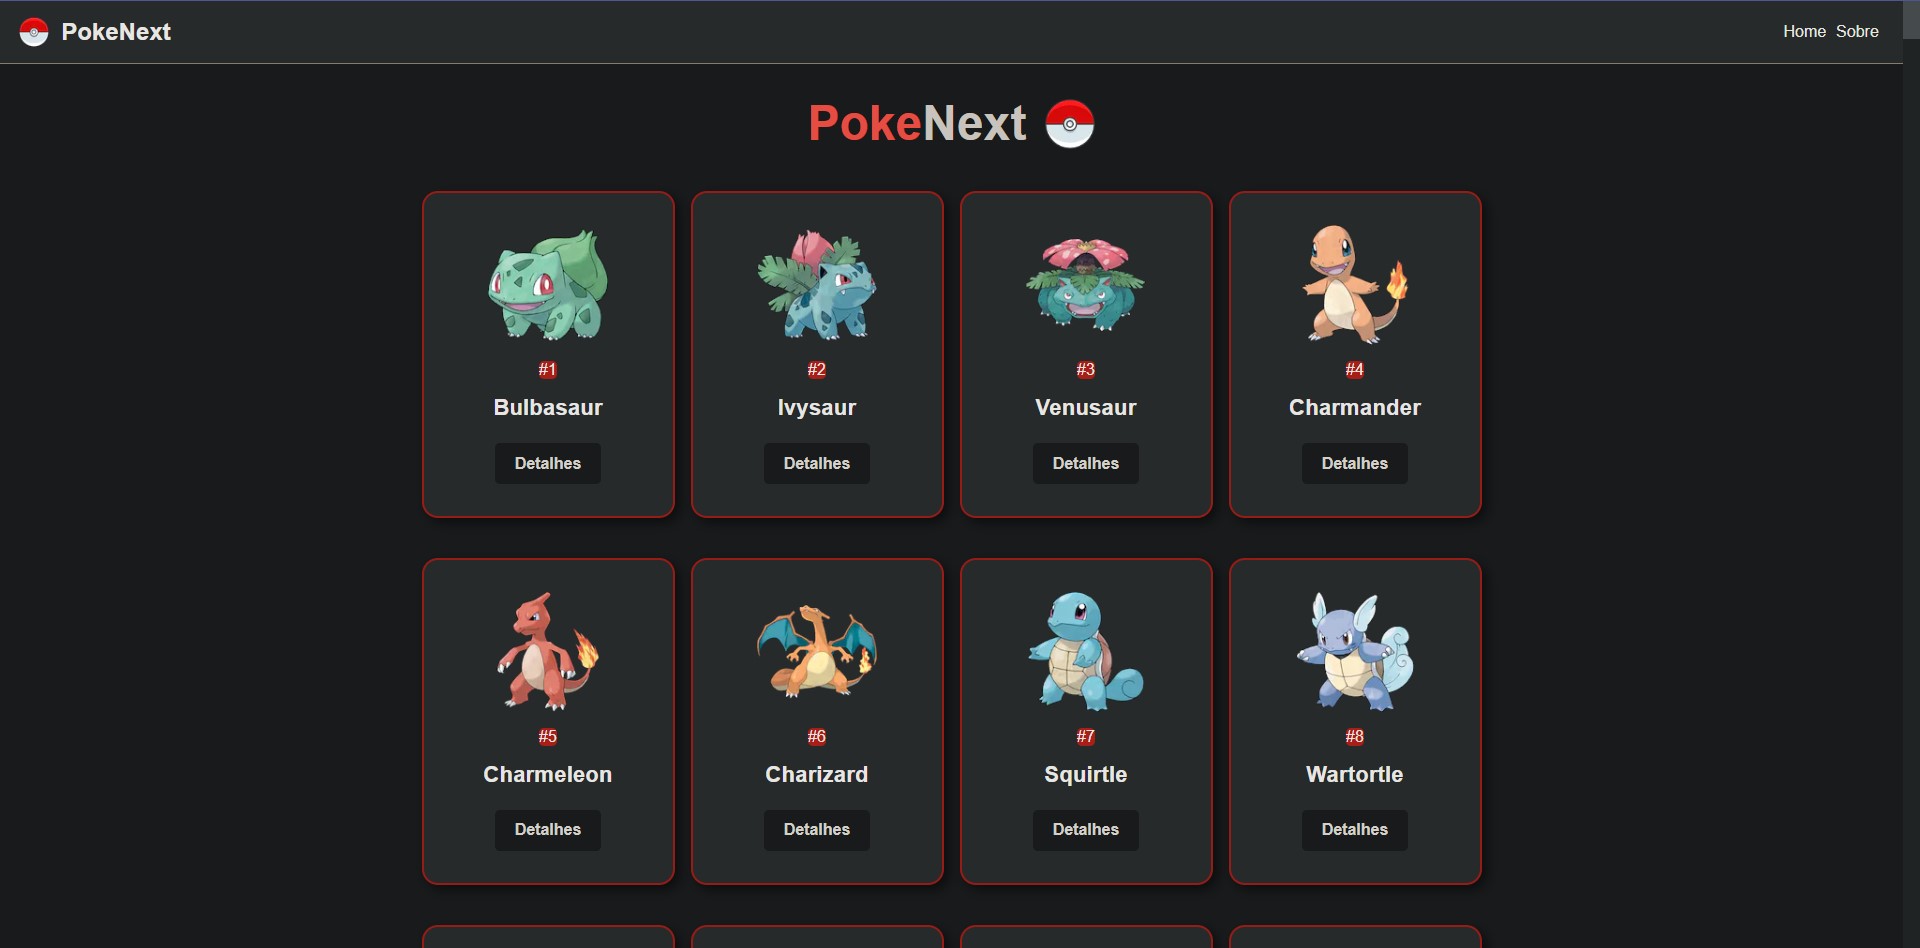 PokeNext
Home Sobre
PokeNext
#1 #2 #3 #4
Bulbasaur Ivysaur Venusaur Charmander
Detalhes Detalhes Detalhes Detalhes
#5 #6 #7 #8
Charmeleon Charizard Squirtle Wartortle
Detalhes Detalhes Detalhes Detalhes